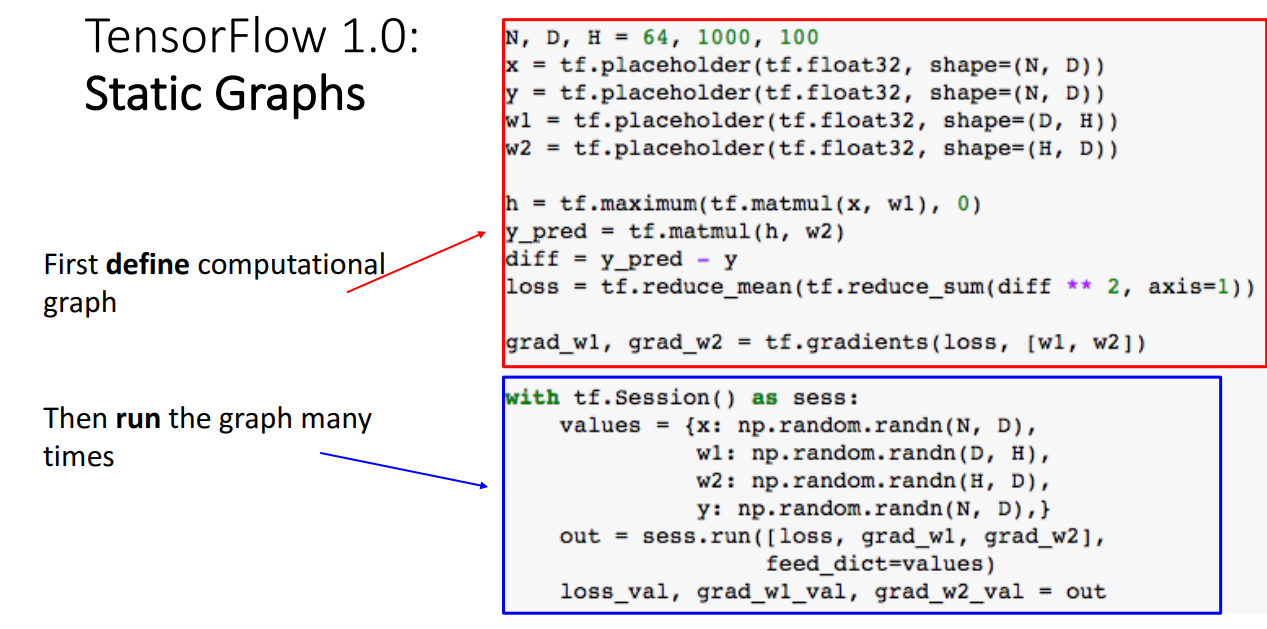 TensorFlow 1.0:
Static Graphs
First define computational
graph
Then run the graph many
times
N, D, H = 64, 1000, 100
x = tf.placeholder(tf.float32, shape=(N, D))
y = tf.placeholder(tf.float32, shape=(N, D))
w1 = tf.placeholder(tf.float32, shape=(D, H))
w2 = tf.placeholder(tf.float32, shape=(H, D))
h = tf.maximum(tf.matmul(x, w1), 0)
y_pred = tf.matmul(h, w2)
diff = y_pred - y
loss = tf.reduce_mean(tf.reduce_sum(diff ** 2, axis=1))
grad_w1, grad_w2 = tf.gradients(loss, [w1, w2])
with tf.Session() as sess:
    values = {x: np.random.randn(N, D),
              w1: np.random.randn(D, H),
              w2: np.random.randn(H, D),
              y: np.random.randn(N, D),}
    out = sess.run([loss, grad_w1, grad_w2],
                   feed_dict=values)
    loss_val, grad_w1_val, grad_w2_val = out